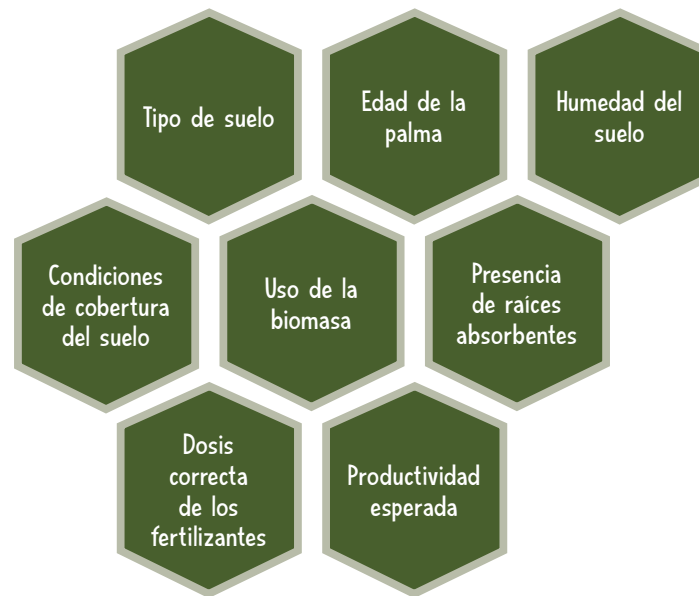 Tipo de suelo
Edad de la
palma
Humedad del
suelo
Condiciones
de cobertura
del suelo
Uso de la
biomasa
Presencia
de raíces
absorbentes
Dosis
correcta
de los
fertilizantes
Productividad
esperada